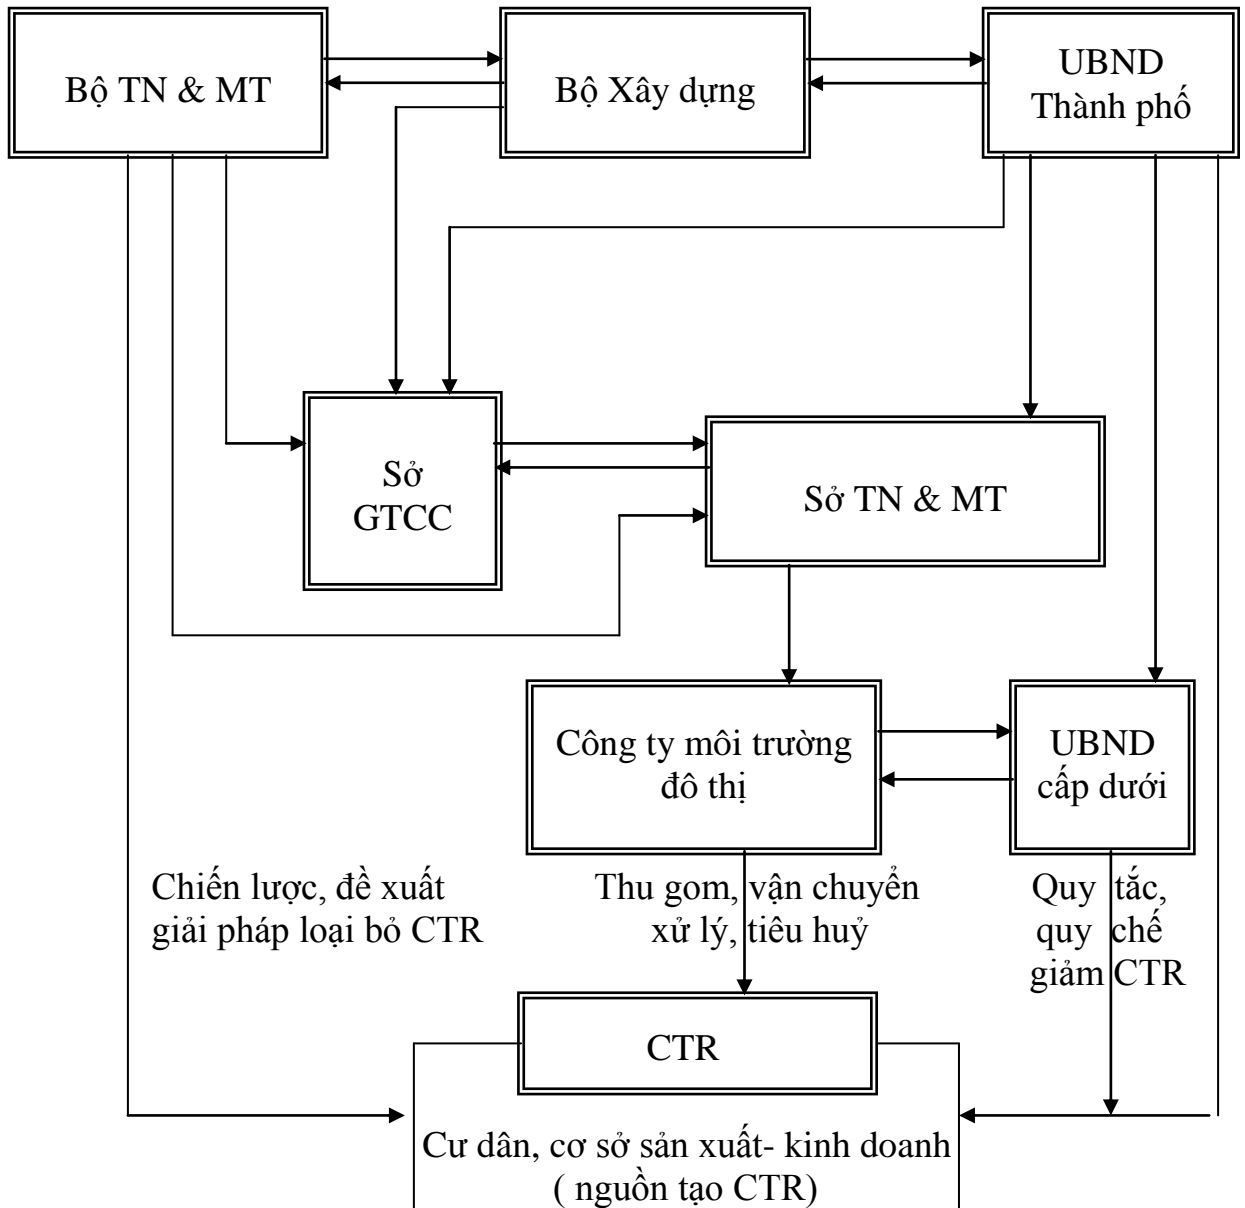 Bộ TN & MT
Bộ Xây dựng
UBND
Thành phố
Sở
GTCC
Sở TN & MT
Công ty môi trường
đô thị
UBND
cấp dưới
Chiến lược, đề xuất
giải pháp loại bỏ CTR
Thu gom, vận chuyển
xử lý, tiêu huỷ
Quy tắc,
quy chế
giảm CTR
CTR
Cư dân, cơ sở sản xuất- kinh doanh
( nguồn tạo CTR)